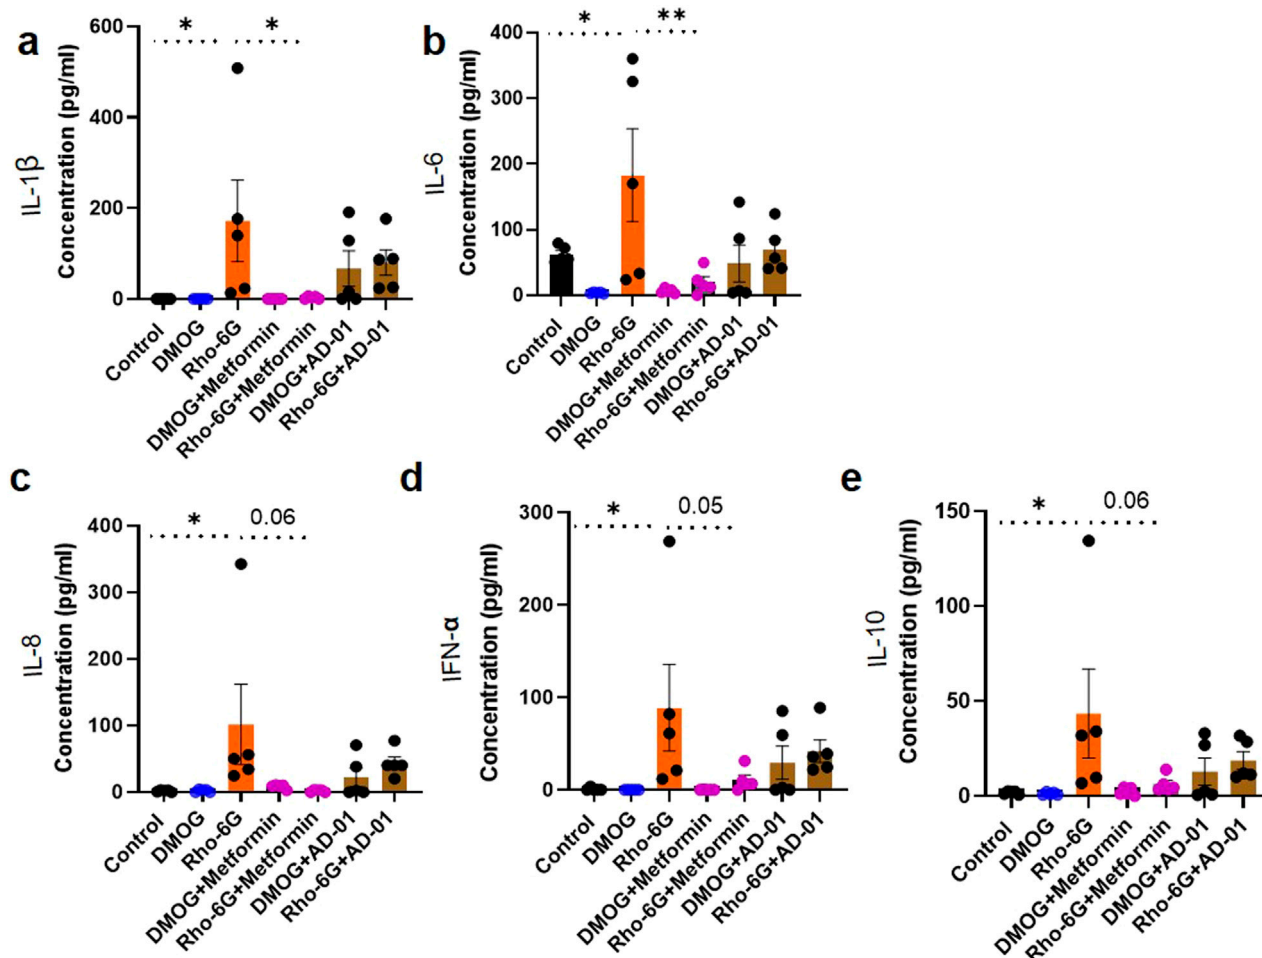 a
IL-1β
Concentration (pg/ml)
600
400
200
0
*
*
Control
DMOG
Rho-6G
DMOG+Metformin
Rho-6G+Metformin
DMOG+AD-01
Rho-6G+AD-01
b
IL-6
Concentration (pg/ml)
400
300
200
100
0
*
**
Control
DMOG
Rho-6G
DMOG+Metformin
Rho-6G+Metformin
DMOG+AD-01
Rho-6G+AD-01
c
IL-8
Concentration (pg/ml)
400
300
200
100
0
*
0.06
Control
DMOG
Rho-6G
DMOG+Metformin
Rho-6G+Metformin
DMOG+AD-01
Rho-6G+AD-01
d
IFN-α
Concentration (pg/ml)
300
200
100
0
*
0.05
Control
DMOG
Rho-6G
DMOG+Metformin
Rho-6G+Metformin
DMOG+AD-01
Rho-6G+AD-01
e
IL-10
Concentration (pg/ml)
150
100
50
0
*
0.06
Control
DMOG
Rho-6G
DMOG+Metformin
Rho-6G+Metformin
DMOG+AD-01
Rho-6G+AD-01